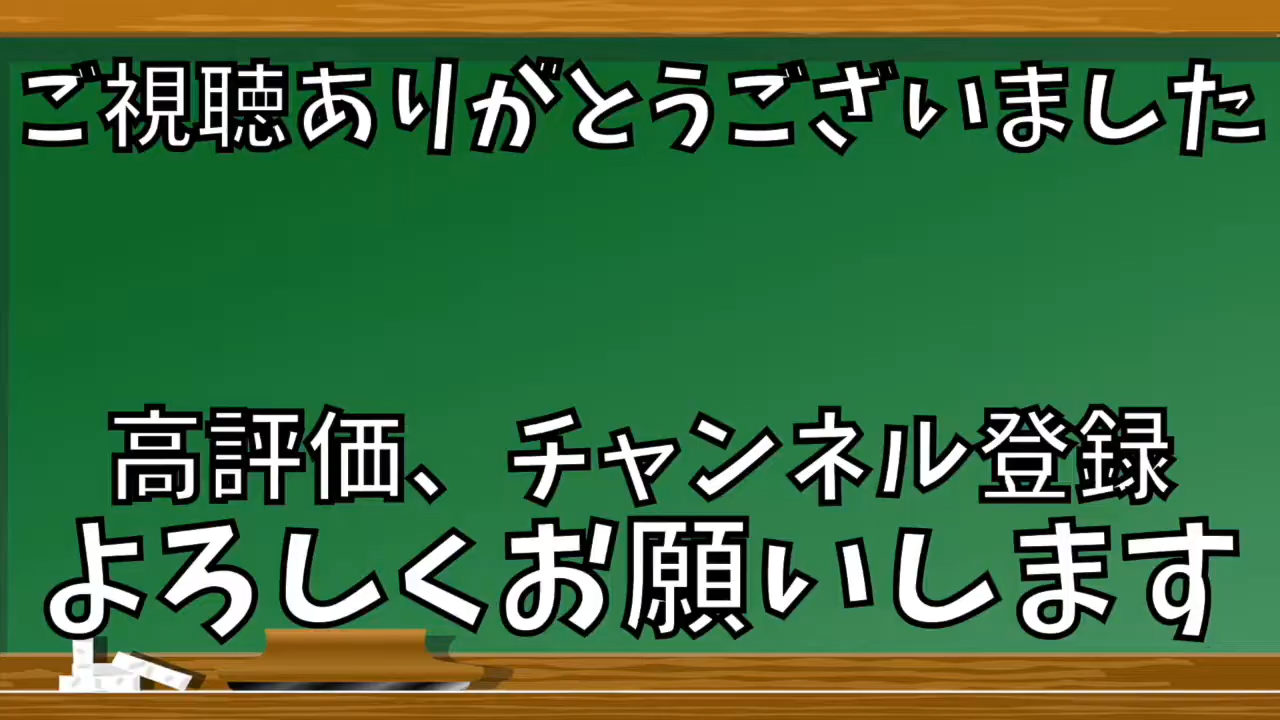 ご視聴ありがとうございました
高評価、チャンネル登録
よろしくお願いします